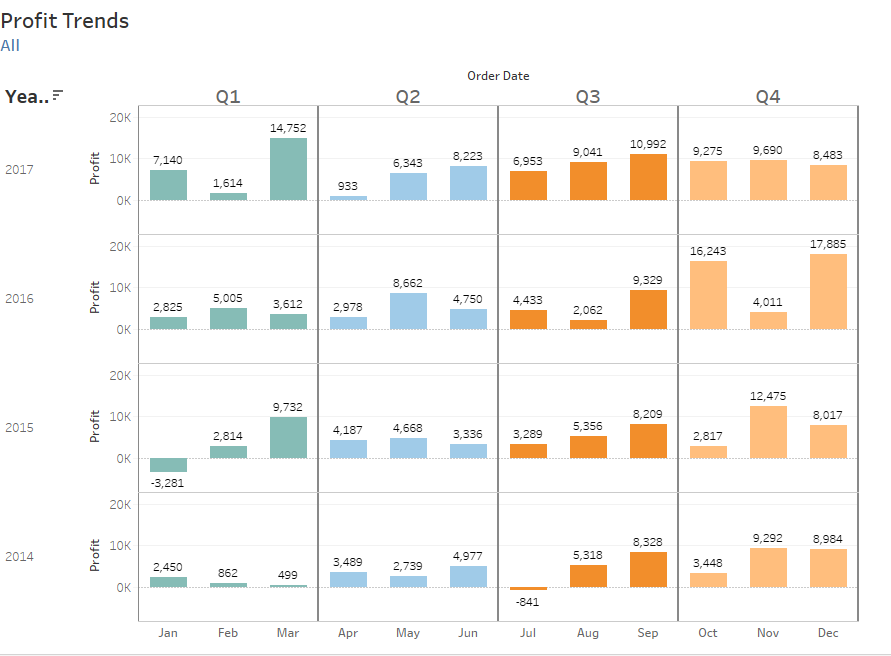 Profit Trends
All
Order Date
Yea.. Q1 Q2 Q3 Q4
2017
Profit
20K
10K
0K
7,140 1,614 14,752 933 6,343 8,223 6,953 9,041 10,992 9,275 9,690 8,483
2016
Profit
20K
10K
0K
2,825 5,005 3,612 2,978 8,662 4,750 4,433 2,062 9,329 16,243 4,011 17,885
2015
Profit
20K
10K
0K
-3,281 2,814 9,732 4,187 4,668 3,336 3,289 5,356 8,209 2,817 12,475 8,017
2014
Profit
20K
10K
0K
2,450 862 499 3,489 2,739 4,977 -841 5,318 8,328 3,448 9,292 8,984
Jan Feb Mar Apr May Jun Jul Aug Sep Oct Nov Dec